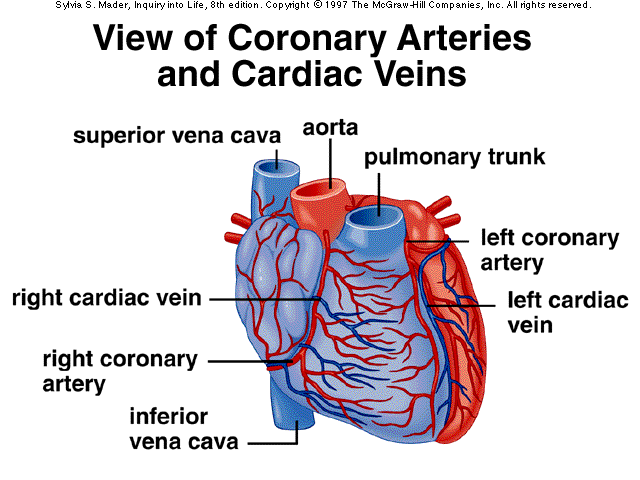 Sylvia S. Mader, Inquiry into Life, 8th edition. Copyright © 1997 The McGraw-Hill Companies, Inc. All rights reserved.
View of Coronary Arteries
and Cardiac Veins
superior vena cava
aorta
pulmonary trunk
left coronary
artery
right cardiac vein
left cardiac
vein
right coronary
artery
inferior
vena cava